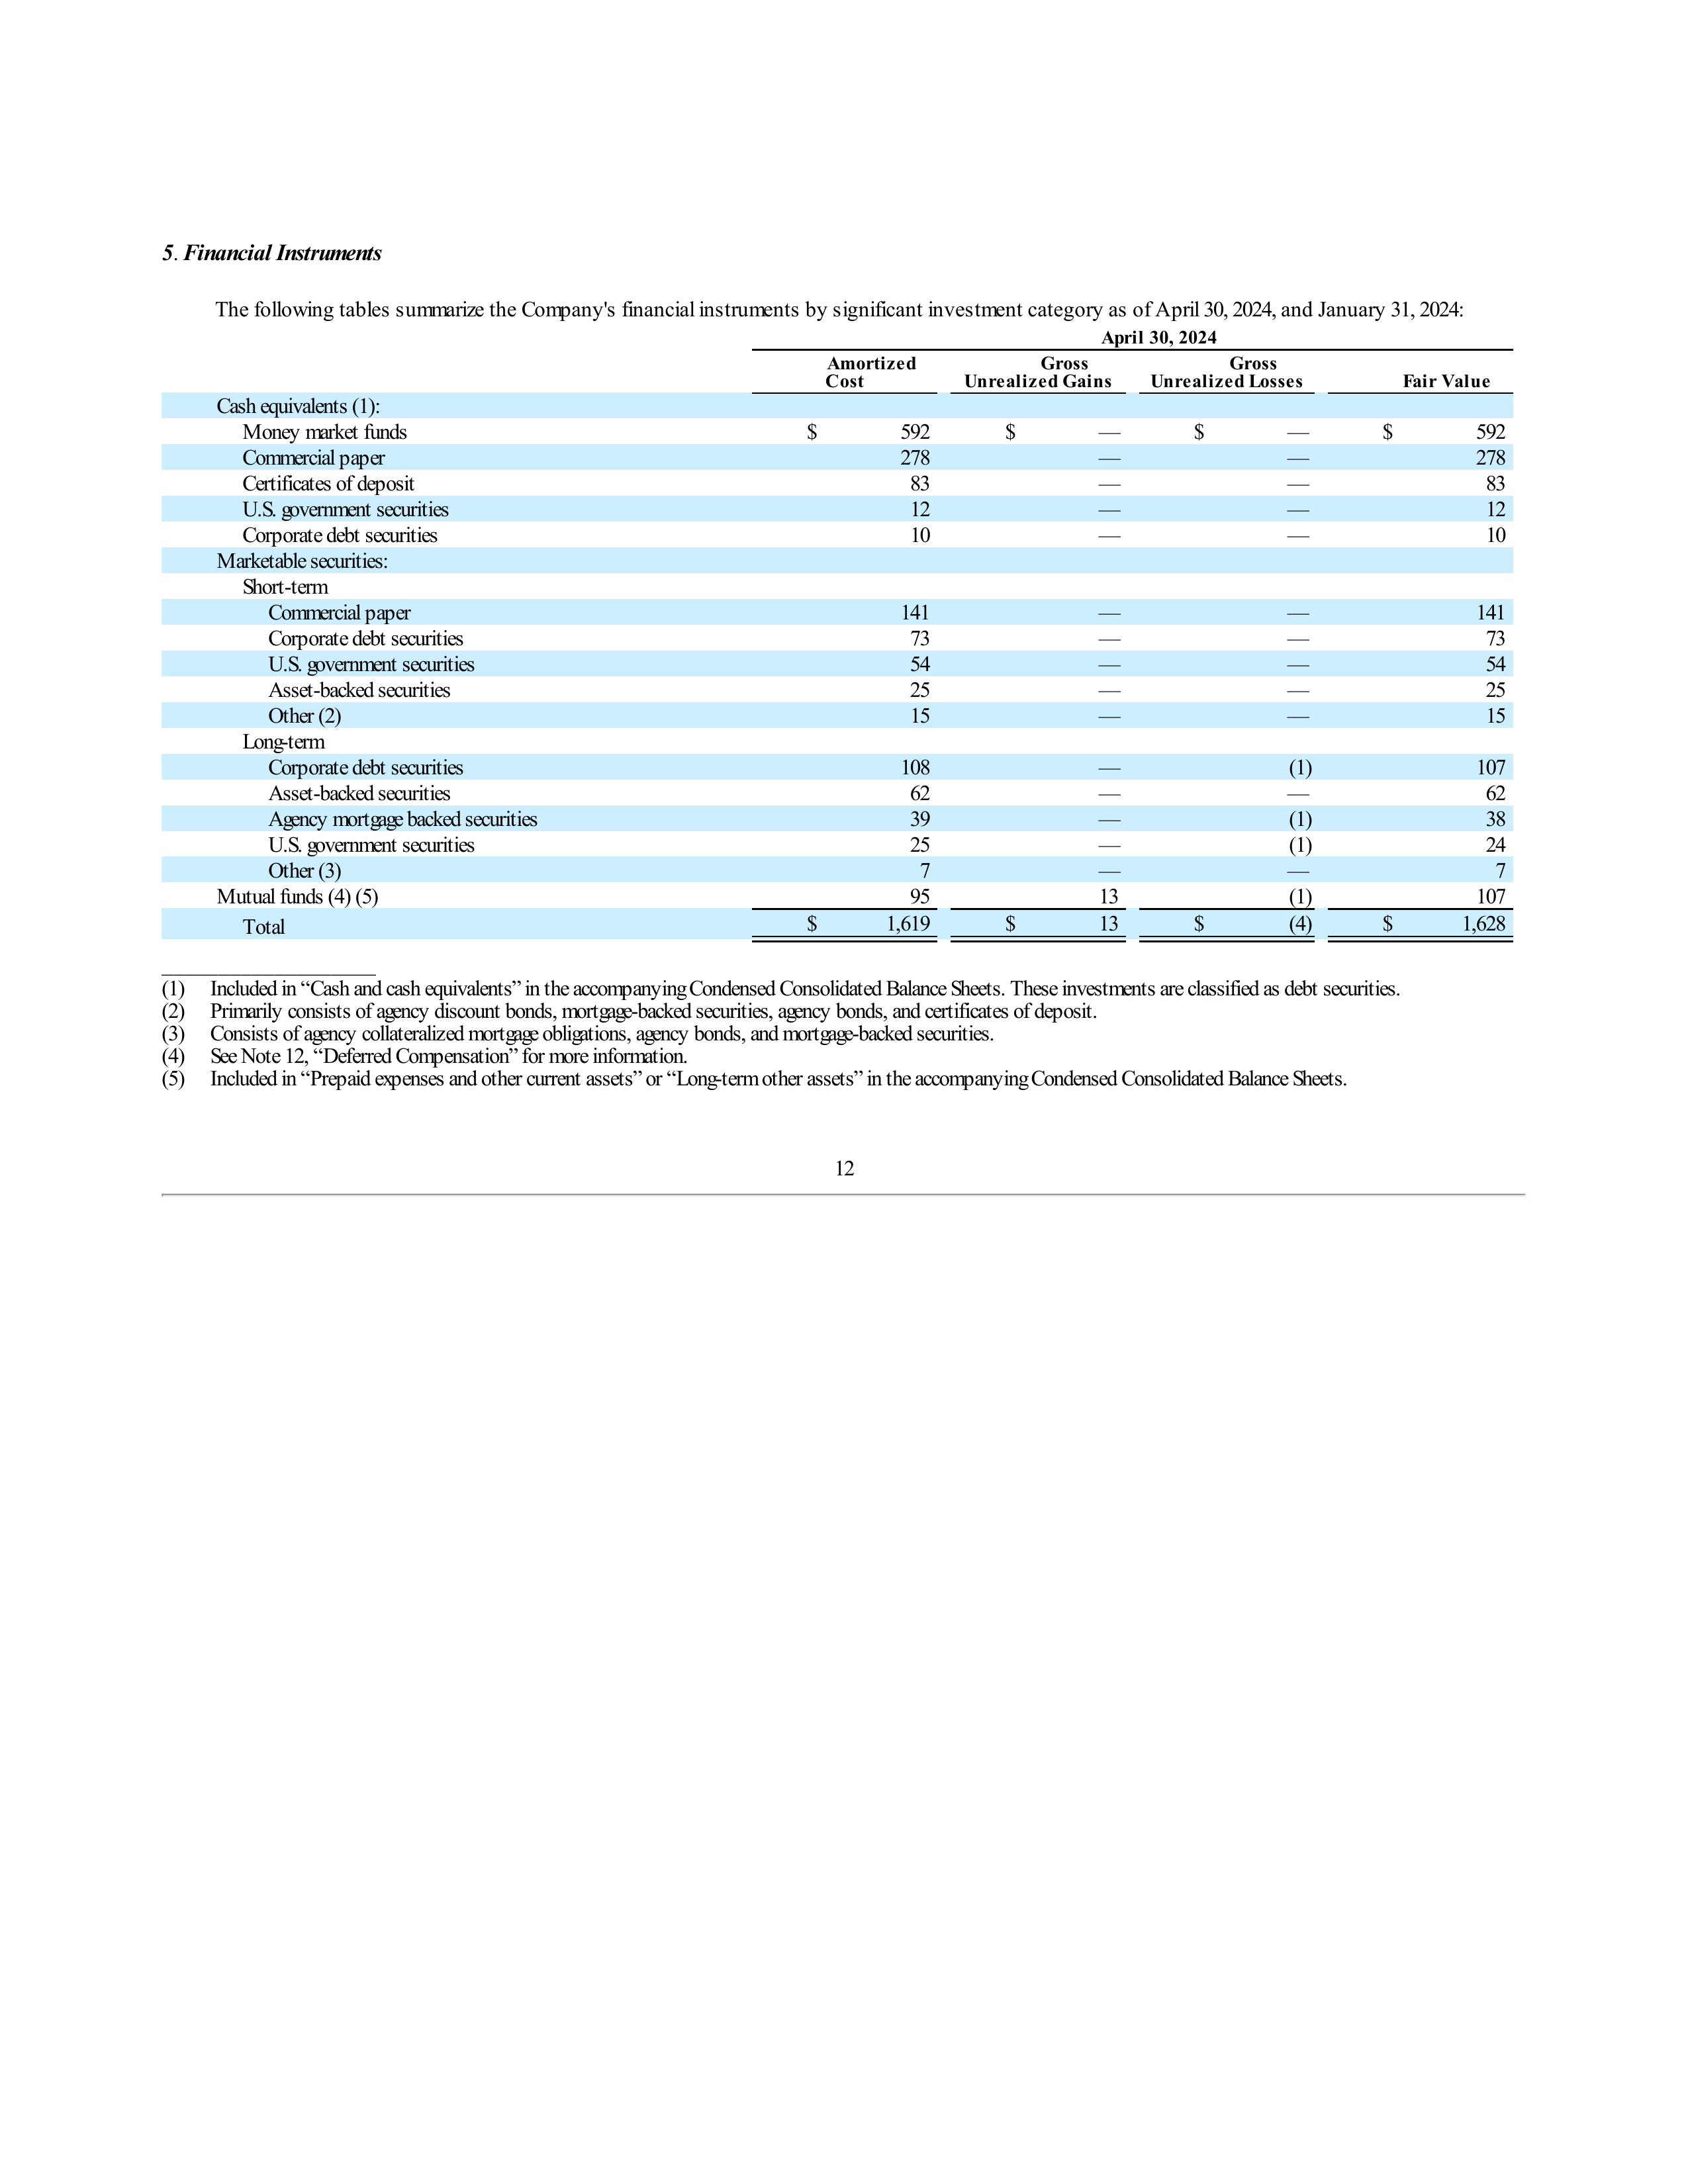 5. Financial Instruments
The following tables summarize the Company's financial instruments by significant investment category as of April 30, 2024, and January 31, 2024:
April 30, 2024
Amortized Cost Gross Unrealized Gains Gross Unrealized Losses Fair Value
Cash equivalents (1):
Money market funds $ 592 $ — $ — $ 592
Commercial paper 278 — — 278
Certificates of deposit 83 — — 83
U.S. government securities 12 — — 12
Corporate debt securities 10 — — 10
Marketable securities:
Short-term
Commercial paper 141 — — 141
Corporate debt securities 73 — — 73
U.S. government securities 54 — — 54
Asset-backed securities 25 — — 25
Other (2) 15 — — 15
Long-term
Corporate debt securities 108 — (1) 107
Asset-backed securities 62 — — 62
Agency mortgage backed securities 39 — (1) 38
U.S. government securities 25 — (1) 24
Other (3) 7 — — 7
Mutual funds (4) (5) 95 13 (1) 107
Total $ 1,619 $ 13 $ (4) $ 1,628
(1) Included in “Cash and cash equivalents” in the accompanying Condensed Consolidated Balance Sheets. These investments are classified as debt securities.
(2) Primarily consists of agency discount bonds, mortgage-backed securities, agency bonds, and certificates of deposit.
(3) Consists of agency collateralized mortgage obligations, agency bonds, and mortgage-backed securities.
(4) See Note 12, “Deferred Compensation” for more information.
(5) Included in “Prepaid expenses and other current assets” or “Long-term other assets” in the accompanying Condensed Consolidated Balance Sheets.
12